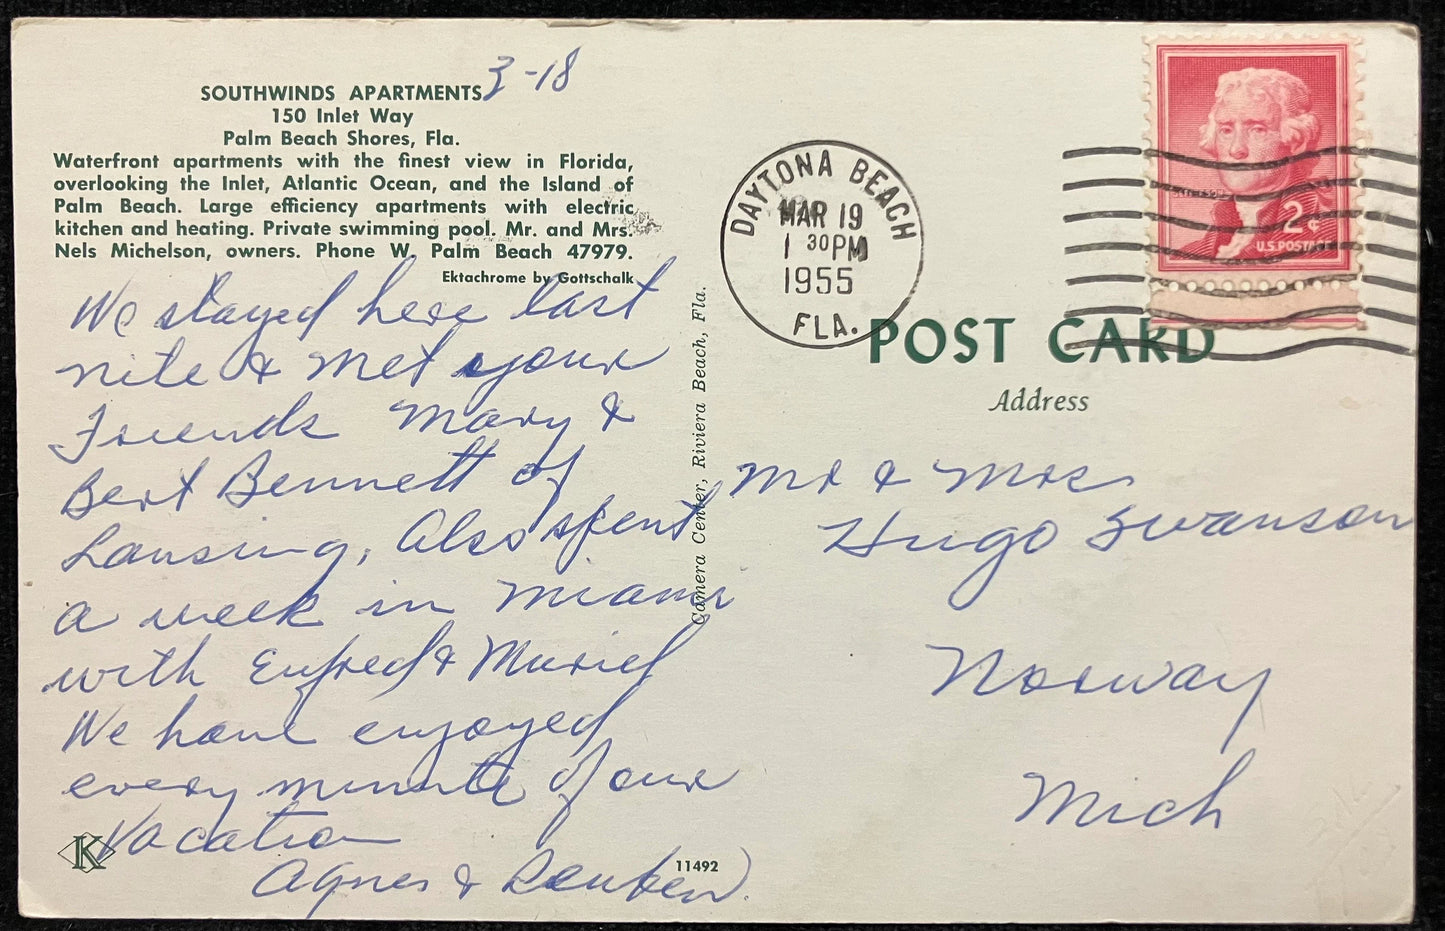 3-18
SOUTHWINDS APARTMENTS
150 Inlet Way
Palm Beach Shores, Fla.
Waterfront apartments with the finest view in Florida,
overlooking the Inlet, Atlantic Ocean, and the Island of
Palm Beach. Large efficiency apartments with electric
kitchen and heating. Private swimming pool. Mr. and Mrs.
Nels Michelson, owners. Phone W. Palm Beach 47979.
Ektachrome by Gottschalk
We stayed here last
nite & met your
Friends Mary &
Bert Bennett of
Lansing, Also spent
a week in Miami
with Enfred & Muriel
We have enjoyed
every minute of our
Vacation
Agnes & Reuben
K
11492
Camera Center, Riviera Beach, Fla.
DAYTONA BEACH
MAR 19
1 30 PM
1955
FLA.
2¢
U.S. POSTAGE
POST CARD
Address
Mr & Mrs
Hugo Swanson
Norway
Mich